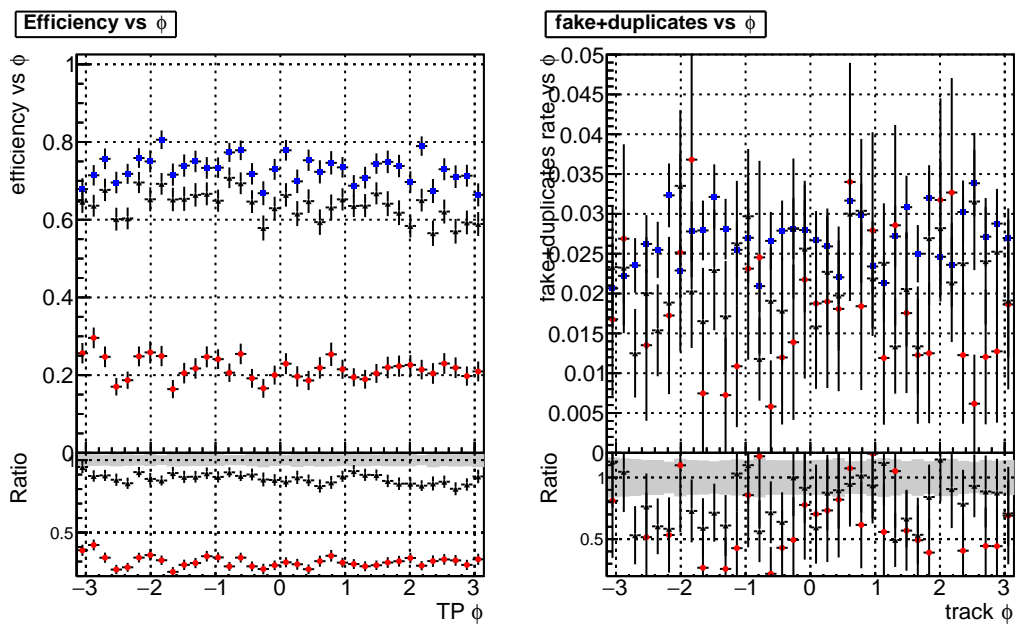 Efficiency vs ϕ
efficiency vs ϕ
1
0.8
0.6
0.4
0.2
0
Ratio
1
0.5
−3 −2 −1 0 1 2 3
TP ϕ
fake+duplicates vs ϕ
fake+duplicates rate vs ϕ
0.05
0.045
0.04
0.035
0.03
0.025
0.02
0.015
0.01
0.005
0
Ratio
1
0.5
−3 −2 −1 0 1 2 3
track ϕ